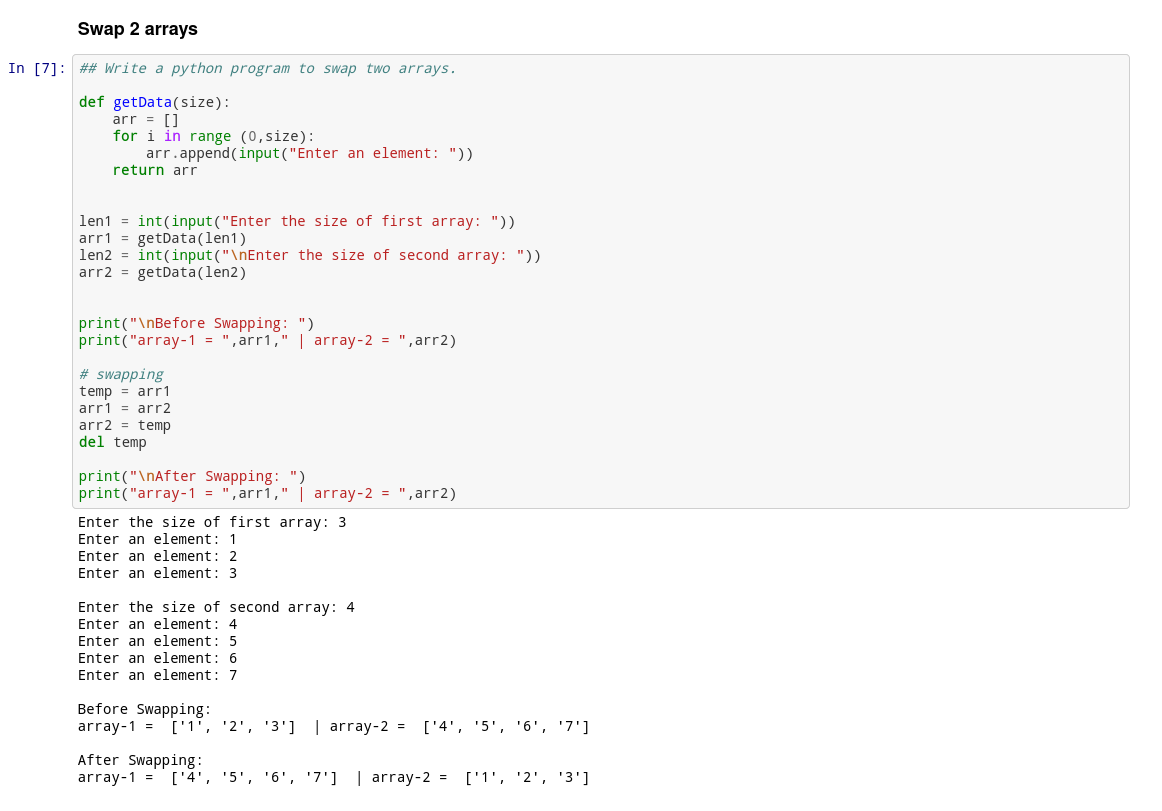 Swap 2 arrays
In [7]:
## Write a python program to swap two arrays.
def getData(size):
    arr = []
    for i in range (0,size):
        arr.append(input("Enter an element: "))
    return arr
len1 = int(input("Enter the size of first array: "))
arr1 = getData(len1)
len2 = int(input("\nEnter the size of second array: "))
arr2 = getData(len2)
print("\nBefore Swapping: ")
print("array-1 = ",arr1," | array-2 = ",arr2)
# swapping
temp = arr1
arr1 = arr2
arr2 = temp
del temp
print("\nAfter Swapping: ")
print("array-1 = ",arr1," | array-2 = ",arr2)
Enter the size of first array: 3
Enter an element: 1
Enter an element: 2
Enter an element: 3
Enter the size of second array: 4
Enter an element: 4
Enter an element: 5
Enter an element: 6
Enter an element: 7
Before Swapping:
array-1 =  ['1', '2', '3']  | array-2 =  ['4', '5', '6', '7']
After Swapping:
array-1 =  ['4', '5', '6', '7']  | array-2 =  ['1', '2', '3']